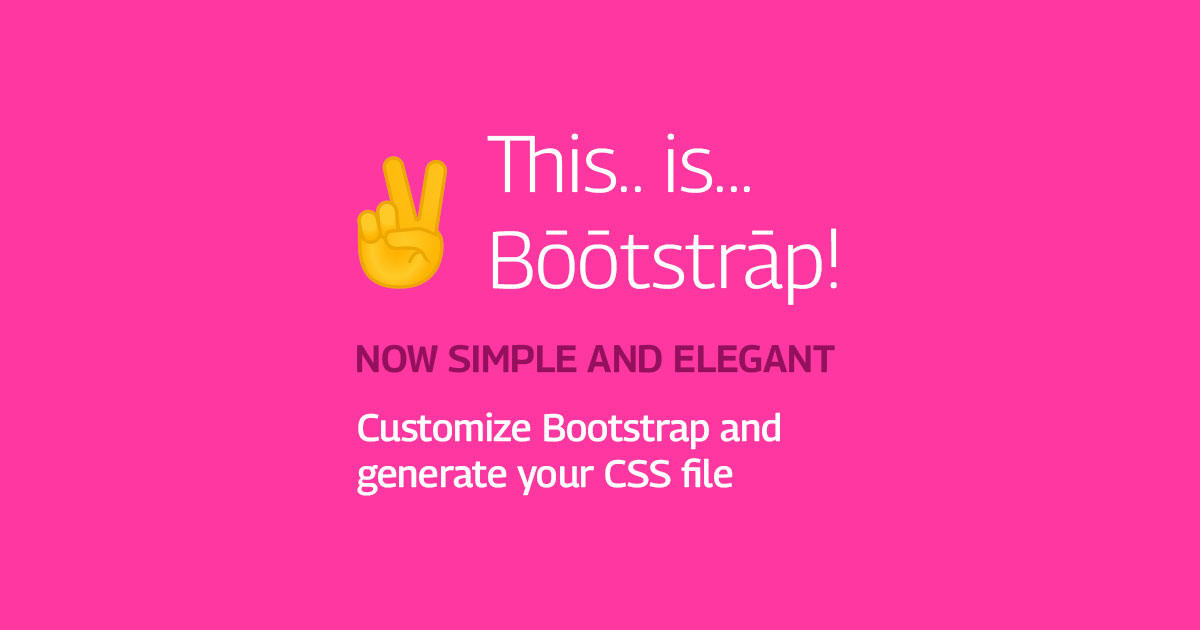 This.. is...
Bōōtstrāp!
NOW SIMPLE AND ELEGANT
Customize Bootstrap and
generate your CSS file